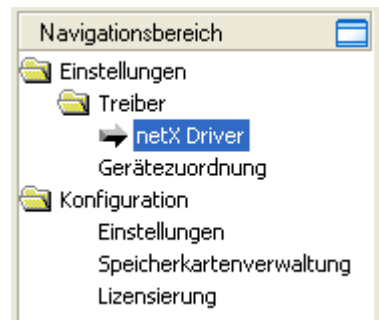 Navigationsbereich
Einstellungen
Treiber
netX Driver
Gerätezuordnung
Konfiguration
Einstellungen
Speicherkartenverwaltung
Lizensierung